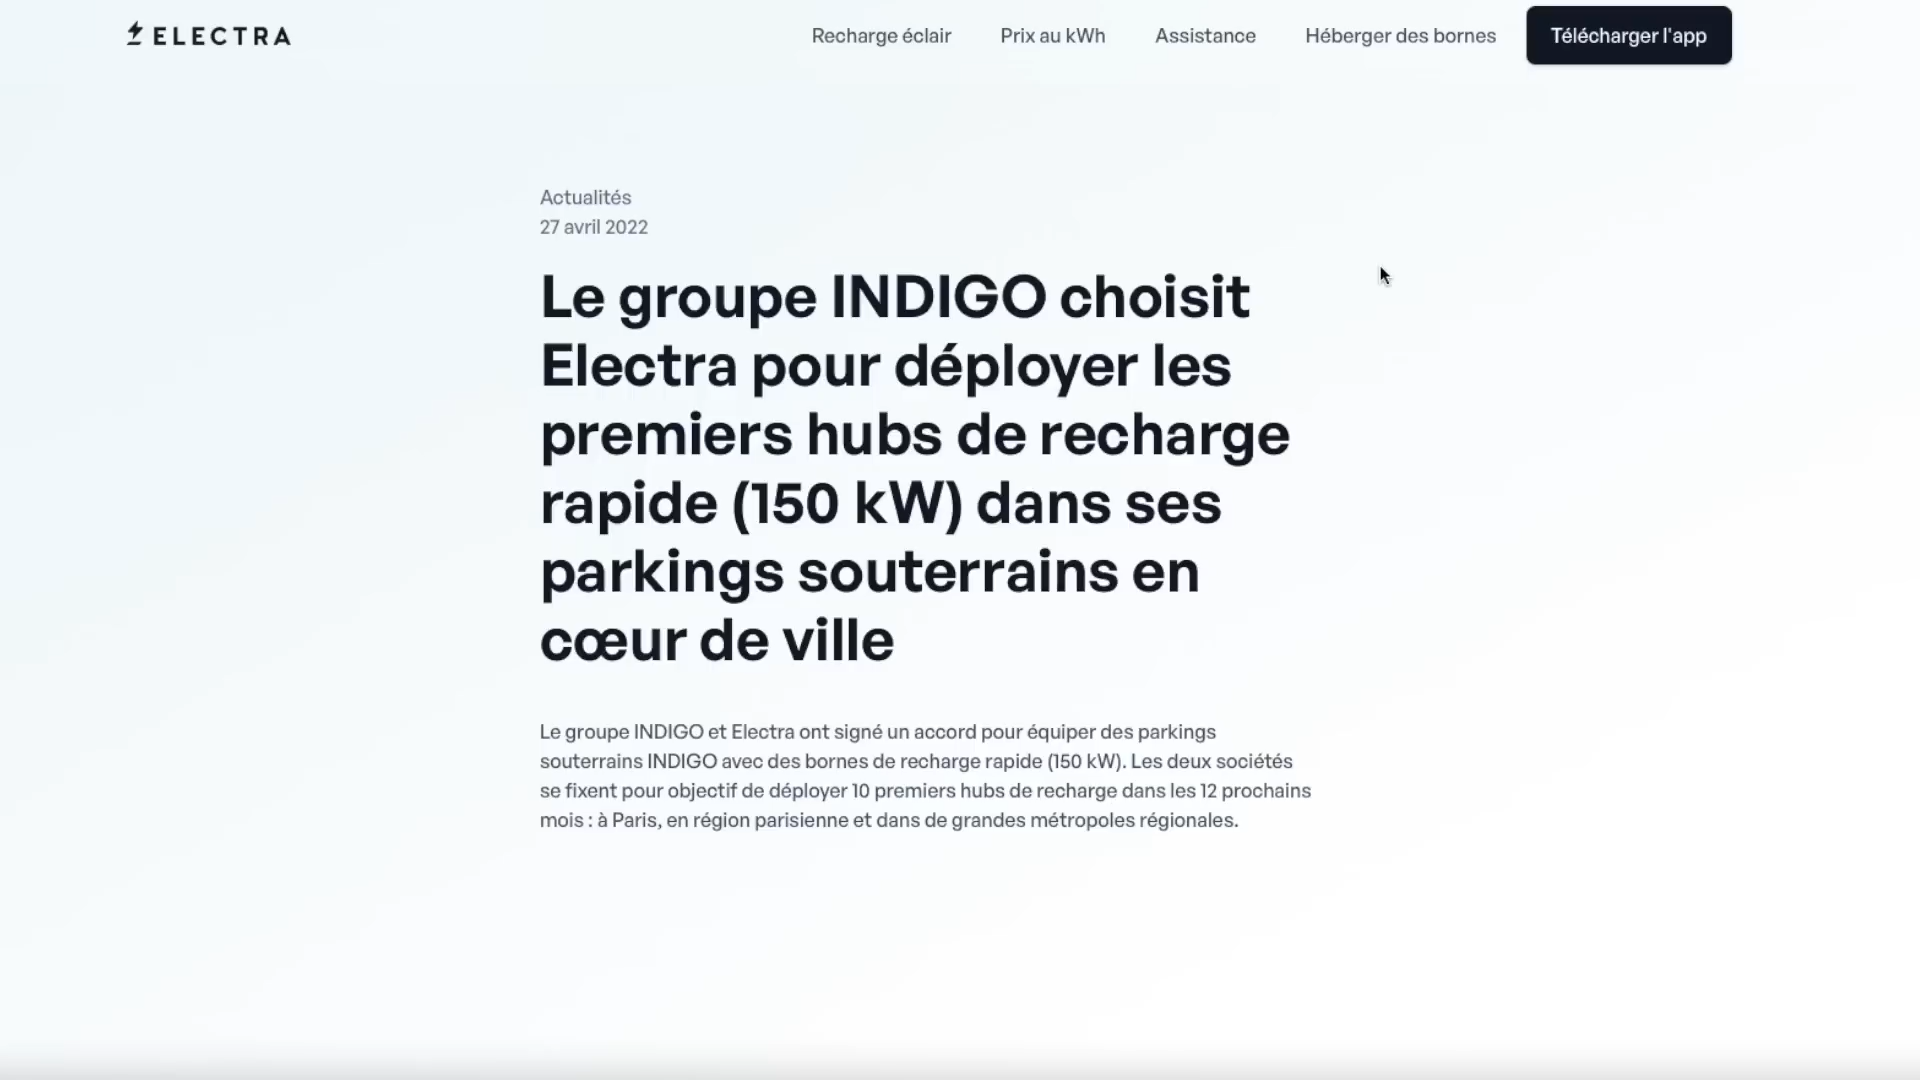 ELECTRA
Recharge éclair
Prix au kWh
Assistance
Héberger des bornes
Télécharger l'app
Actualités
27 avril 2022
Le groupe INDIGO choisit
Electra pour déployer les
premiers hubs de recharge
rapide (150 kW) dans ses
parkings souterrains en
cœur de ville
Le groupe INDIGO et Electra ont signé un accord pour équiper des parkings
souterrains INDIGO avec des bornes de recharge rapide (150 kW). Les deux sociétés
se fixent pour objectif de déployer 10 premiers hubs de recharge dans les 12 prochains
mois : à Paris, en région parisienne et dans de grandes métropoles régionales.